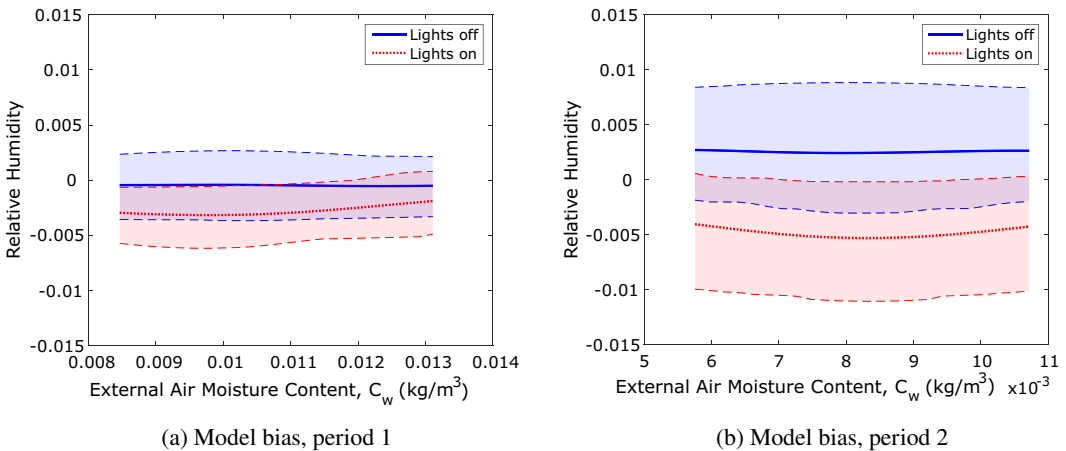 0.015
0.01
0.005
0
-0.005
-0.01
-0.015
Relative Humidity
Lights off
Lights on
0.008 0.009 0.01 0.011 0.012 0.013 0.014
External Air Moisture Content, C_w (kg/m^3)
(a) Model bias, period 1
0.015
0.01
0.005
0
-0.005
-0.01
-0.015
Relative Humidity
Lights off
Lights on
5 6 7 8 9 10 11
External Air Moisture Content, C_w (kg/m^3) x10^-3
(b) Model bias, period 2